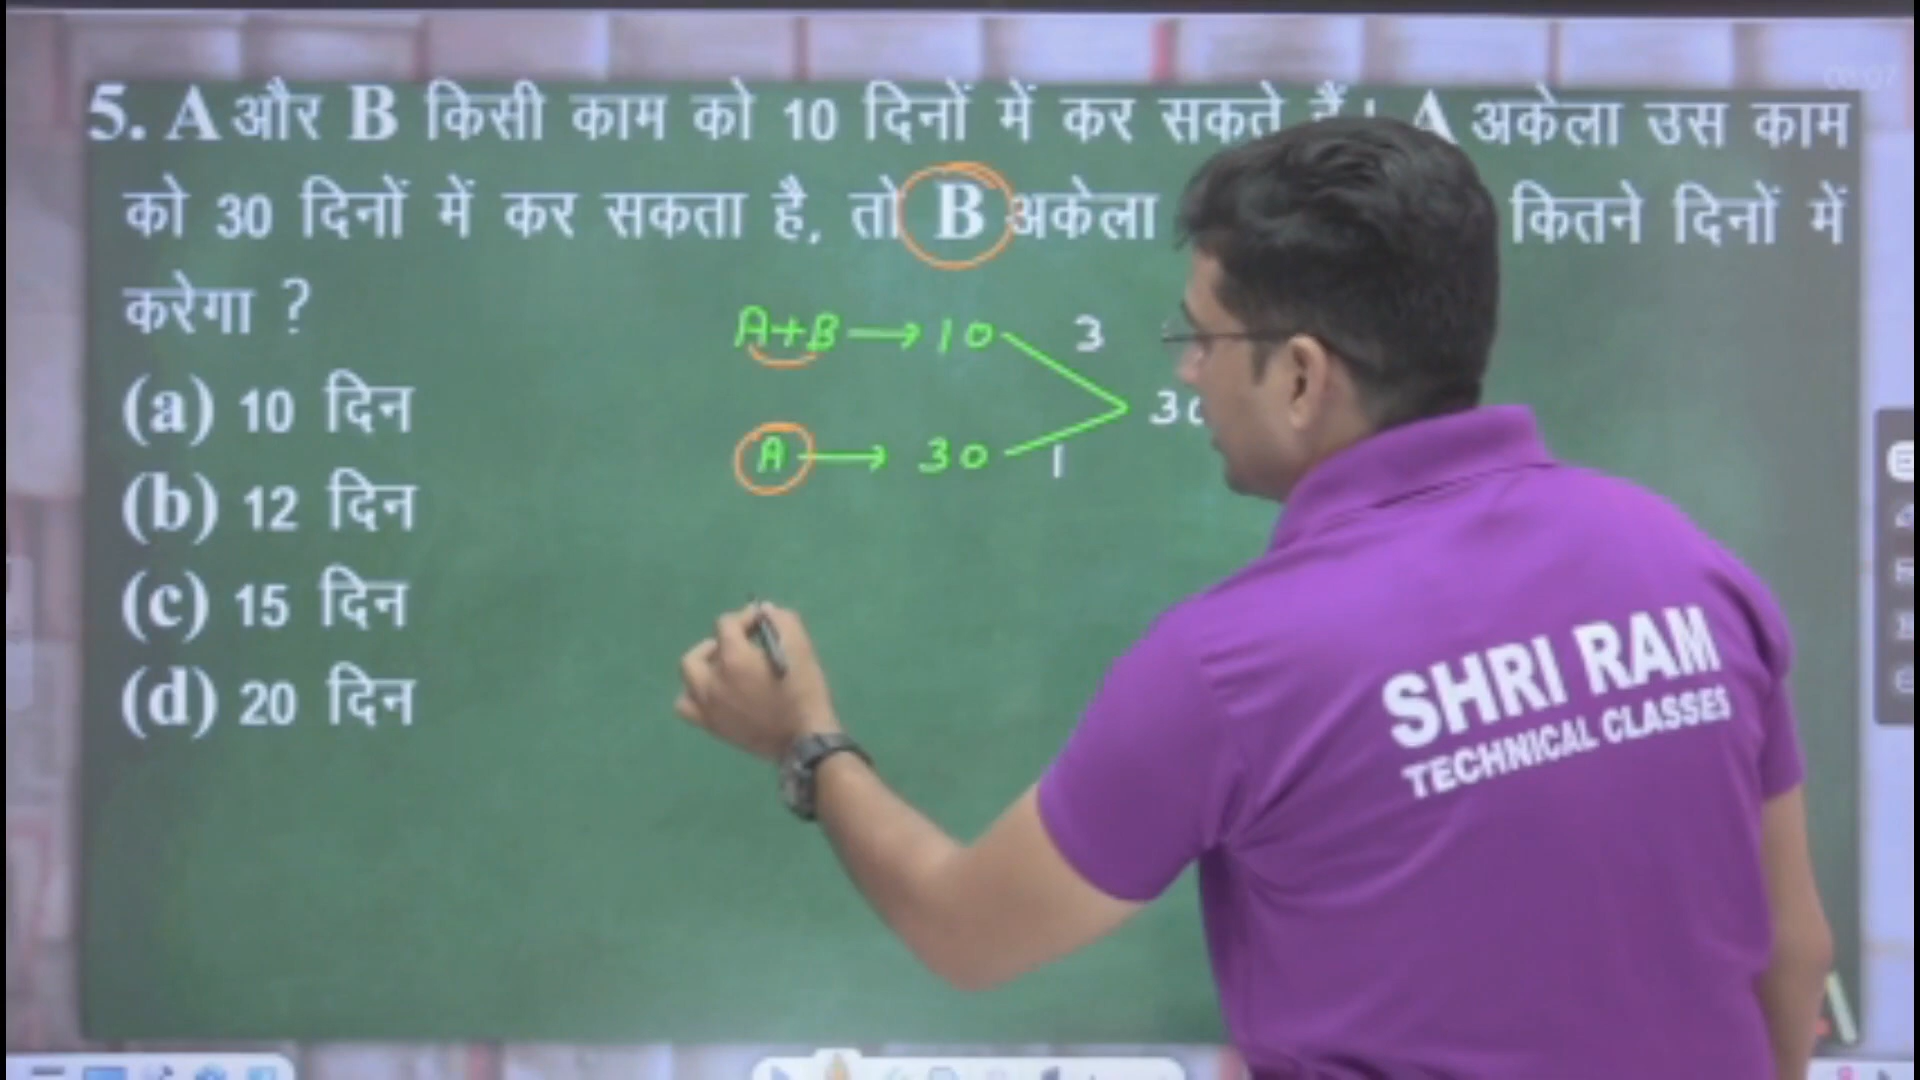 5. A और B किसी काम को 10 दिनों में कर सकते हैं। A अकेला उस काम
को 30 दिनों में कर सकता है, तो B अकेला कितने दिनों में
करेगा ?
(a) 10 दिन
(b) 12 दिन
(c) 15 दिन
(d) 20 दिन
A+B → 10 3
30
A → 30 1
SHRI RAM
TECHNICAL CLASSES